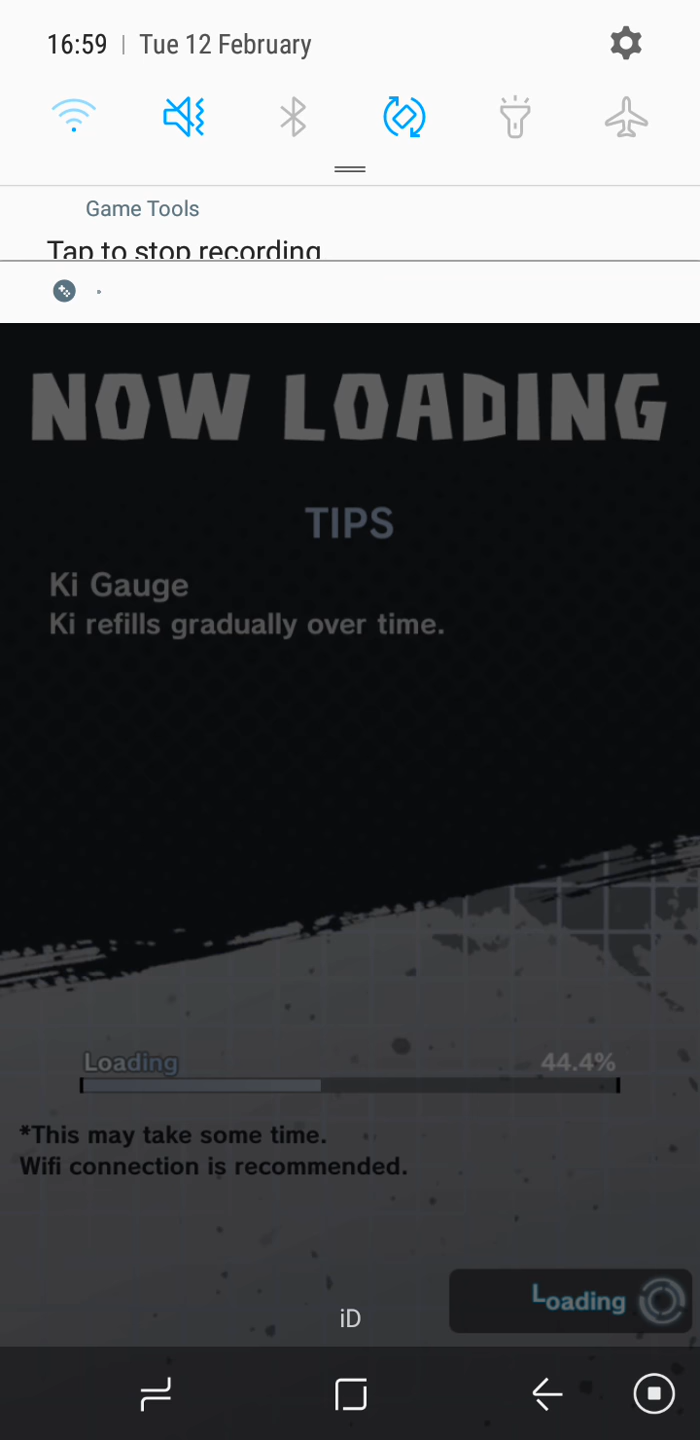 16:59 | Tue 12 February
Game Tools
Tap to stop recording
NOW LOADING
TIPS
Ki Gauge
Ki refills gradually over time.
Loading 44.4%
*This may take some time.
Wifi connection is recommended.
Loading
iD